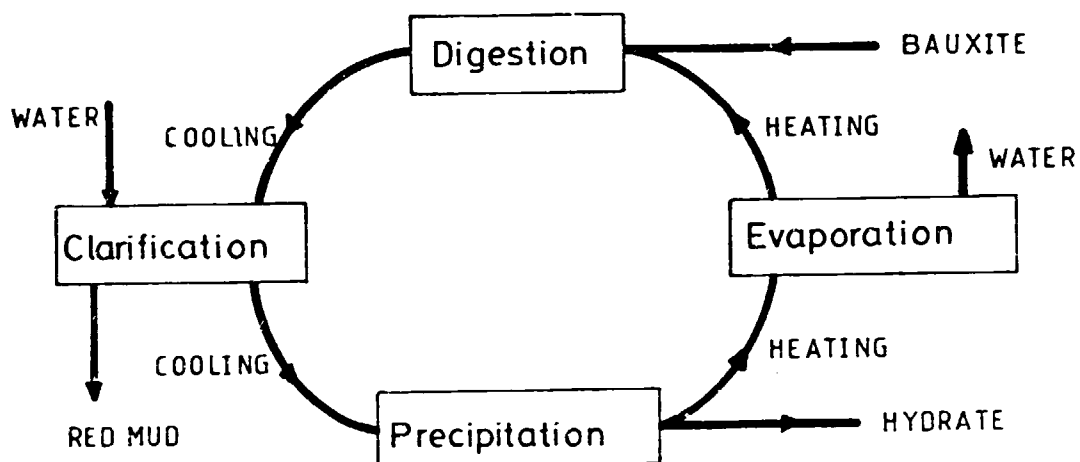 Digestion
BAUXITE
WATER
COOLING
HEATING
WATER
Clarification
Evaporation
COOLING
HEATING
RED MUD
Precipitation
HYDRATE